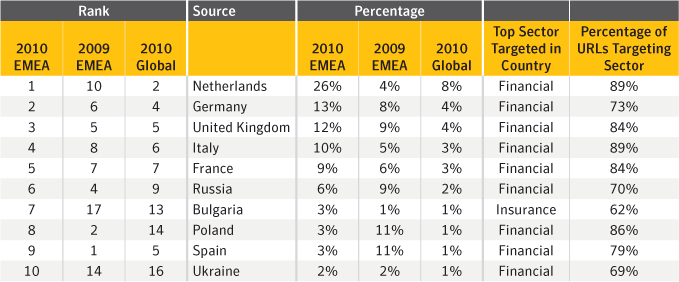 Rank Source Percentage Top Sector Targeted in Country Percentage of URLs Targeting Sector
2010 EMEA 2009 EMEA 2010 Global 2010 EMEA 2009 EMEA 2010 Global
1 10 2 Netherlands 26% 4% 8% Financial 89%
2 6 4 Germany 13% 8% 4% Financial 73%
3 5 5 United Kingdom 12% 9% 4% Financial 84%
4 8 6 Italy 10% 5% 3% Financial 89%
5 7 7 France 9% 6% 3% Financial 84%
6 4 9 Russia 6% 9% 2% Financial 70%
7 17 13 Bulgaria 3% 1% 1% Insurance 62%
8 2 14 Poland 3% 11% 1% Financial 86%
9 1 5 Spain 3% 11% 1% Financial 79%
10 14 16 Ukraine 2% 2% 1% Financial 69%